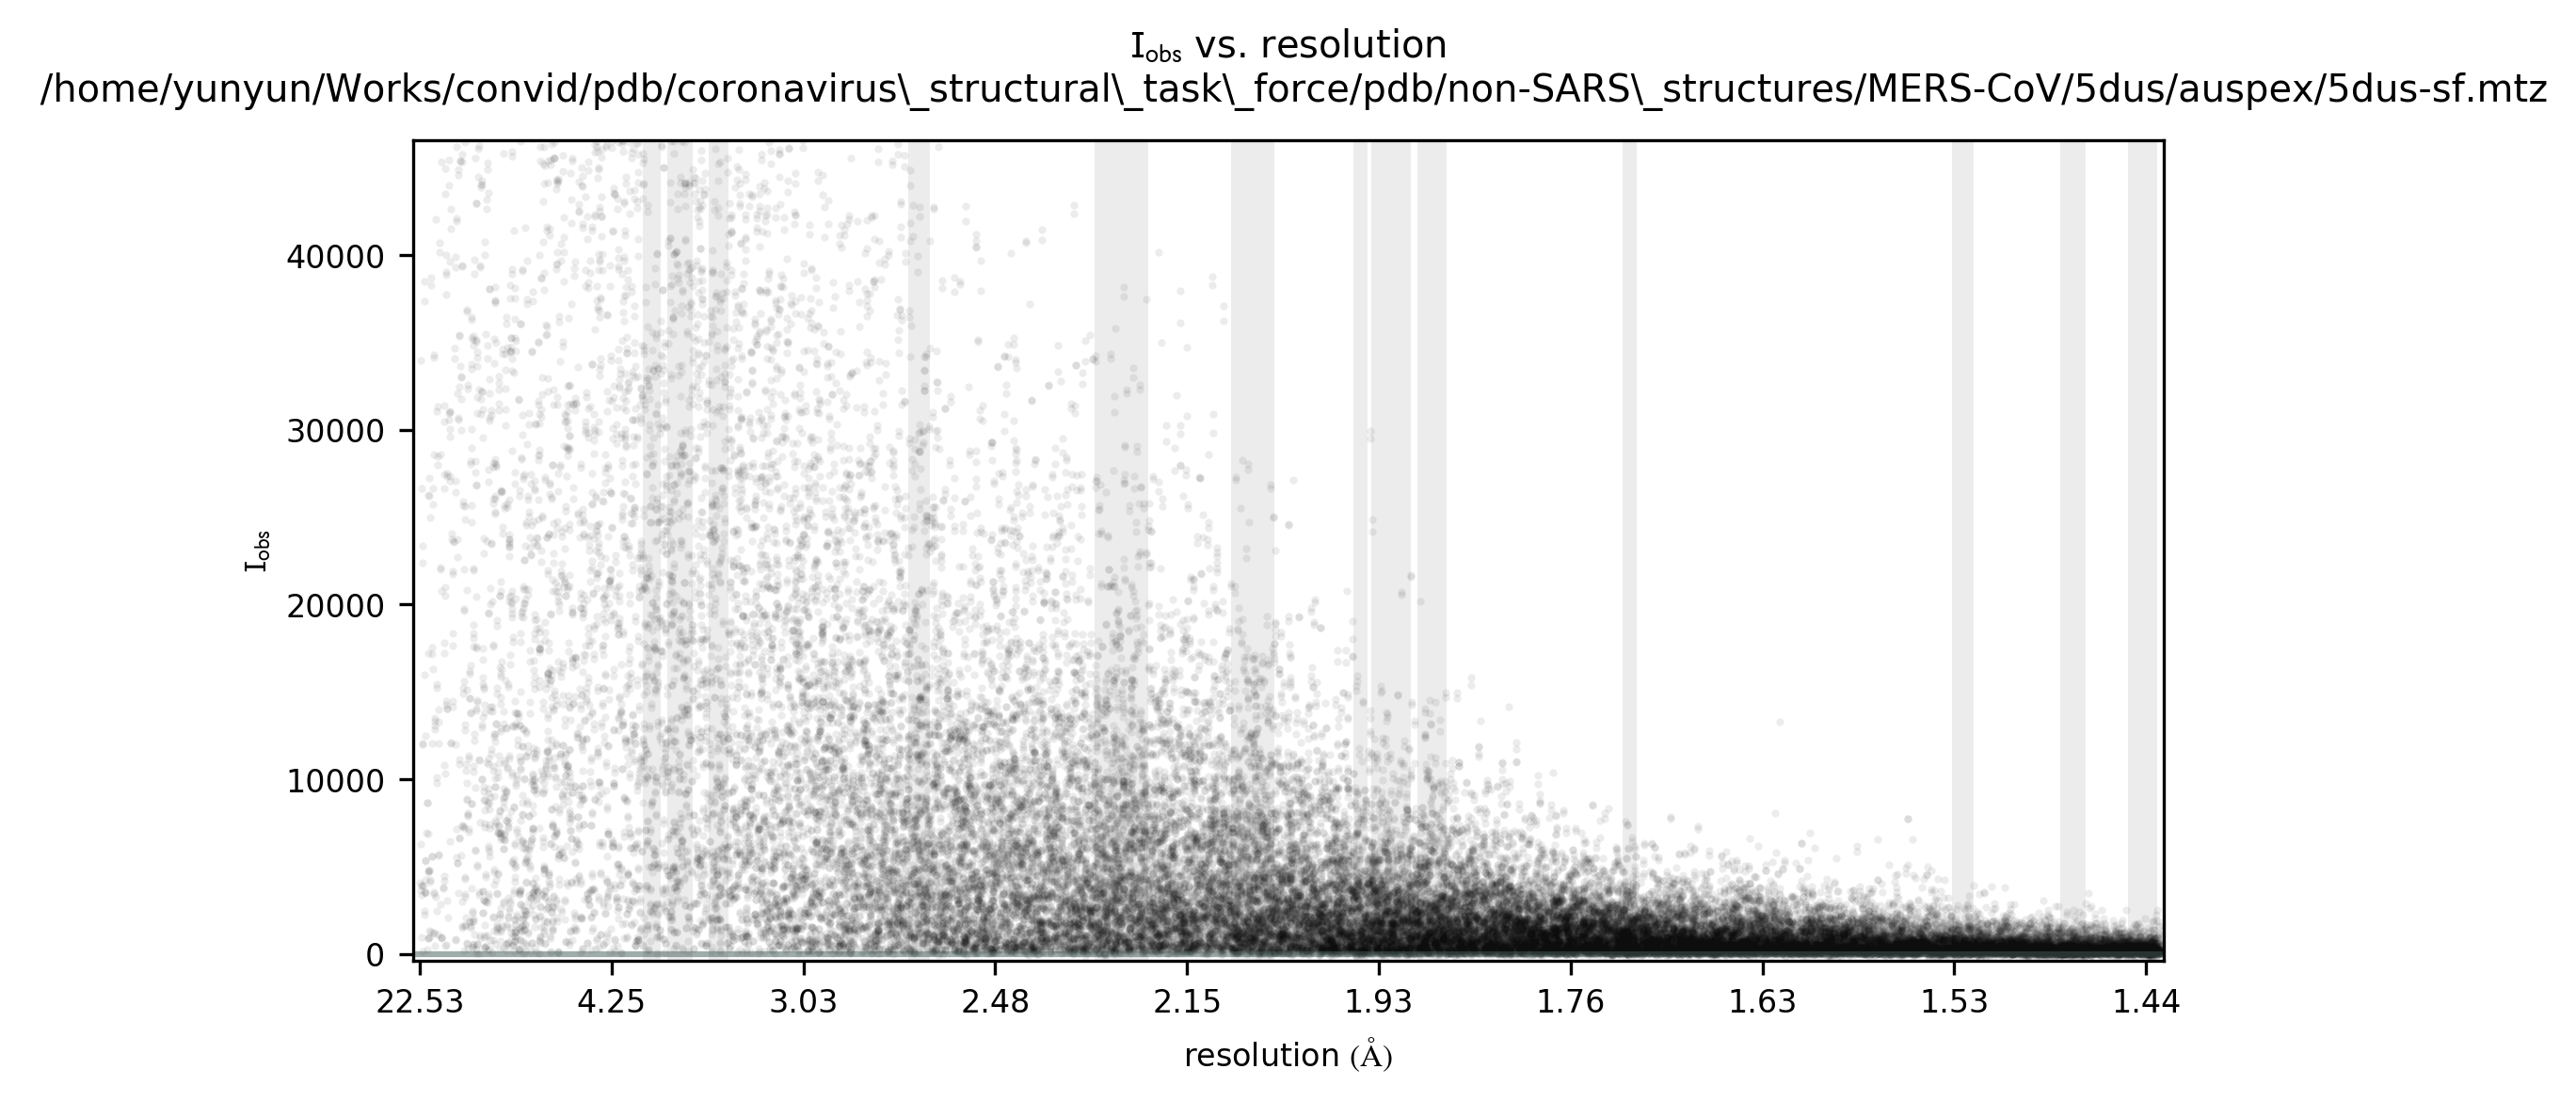 I_obs vs. resolution
/home/yunyun/Works/convid/pdb/coronavirus\_structural\_task\_force/pdb/non-SARS\_structures/MERS-CoV/5dus/auspex/5dus-sf.mtz
40000
30000
20000
10000
0
I_obs
22.53 4.25 3.03 2.48 2.15 1.93 1.76 1.63 1.53 1.44
resolution (Å)